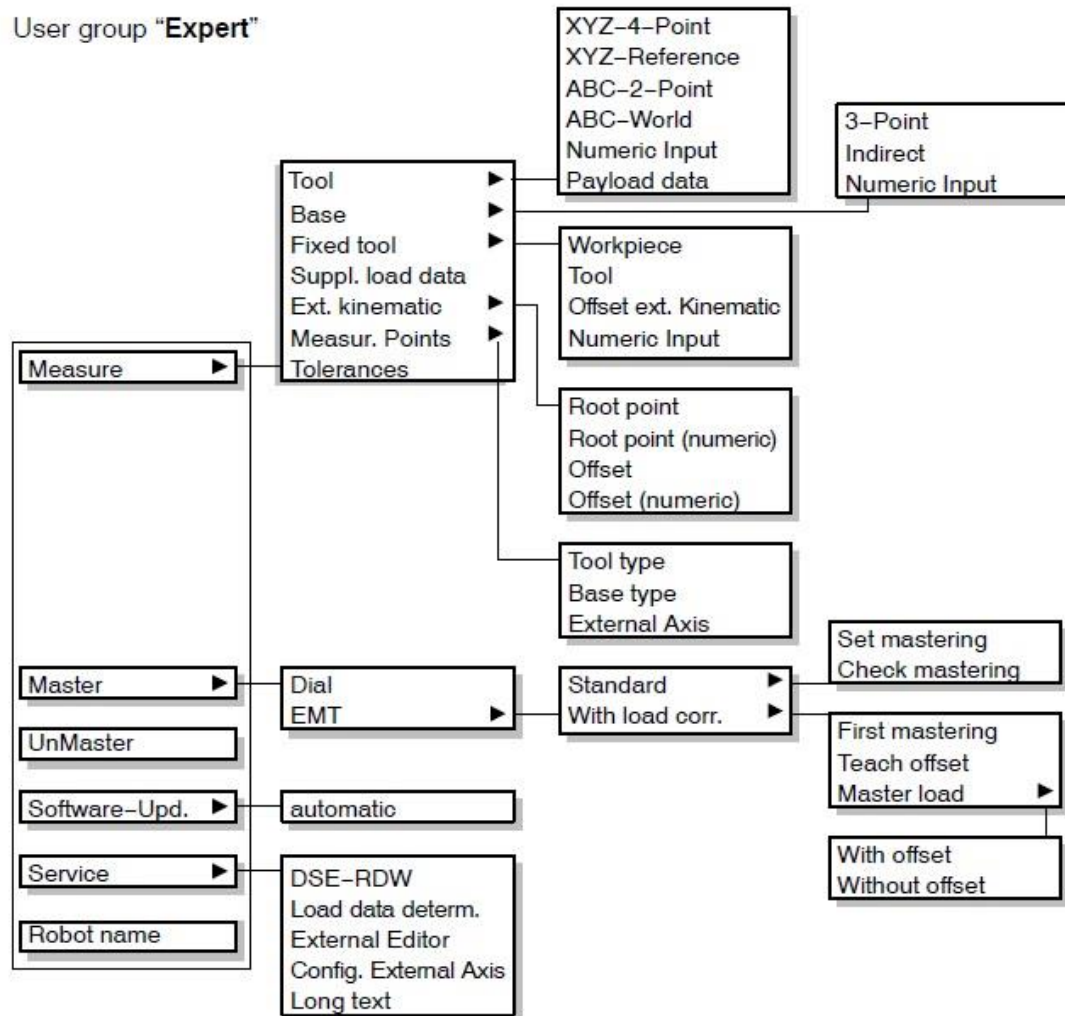 User group “Expert”
XYZ–4–Point
XYZ–Reference
ABC–2–Point
ABC–World
Numeric Input
Payload data
3–Point
Indirect
Numeric Input
Tool
Base
Fixed tool
Suppl. load data
Ext. kinematic
Measur. Points
Tolerances
Workpiece
Tool
Offset ext. Kinematic
Numeric Input
Measure
Root point
Root point (numeric)
Offset
Offset (numeric)
Tool type
Base type
External Axis
Master
Dial
EMT
Standard
With load corr.
Set mastering
Check mastering
First mastering
Teach offset
Master load
With offset
Without offset
UnMaster
Software–Upd.
automatic
Service
DSE–RDW
Load data determ.
External Editor
Config. External Axis
Long text
Robot name